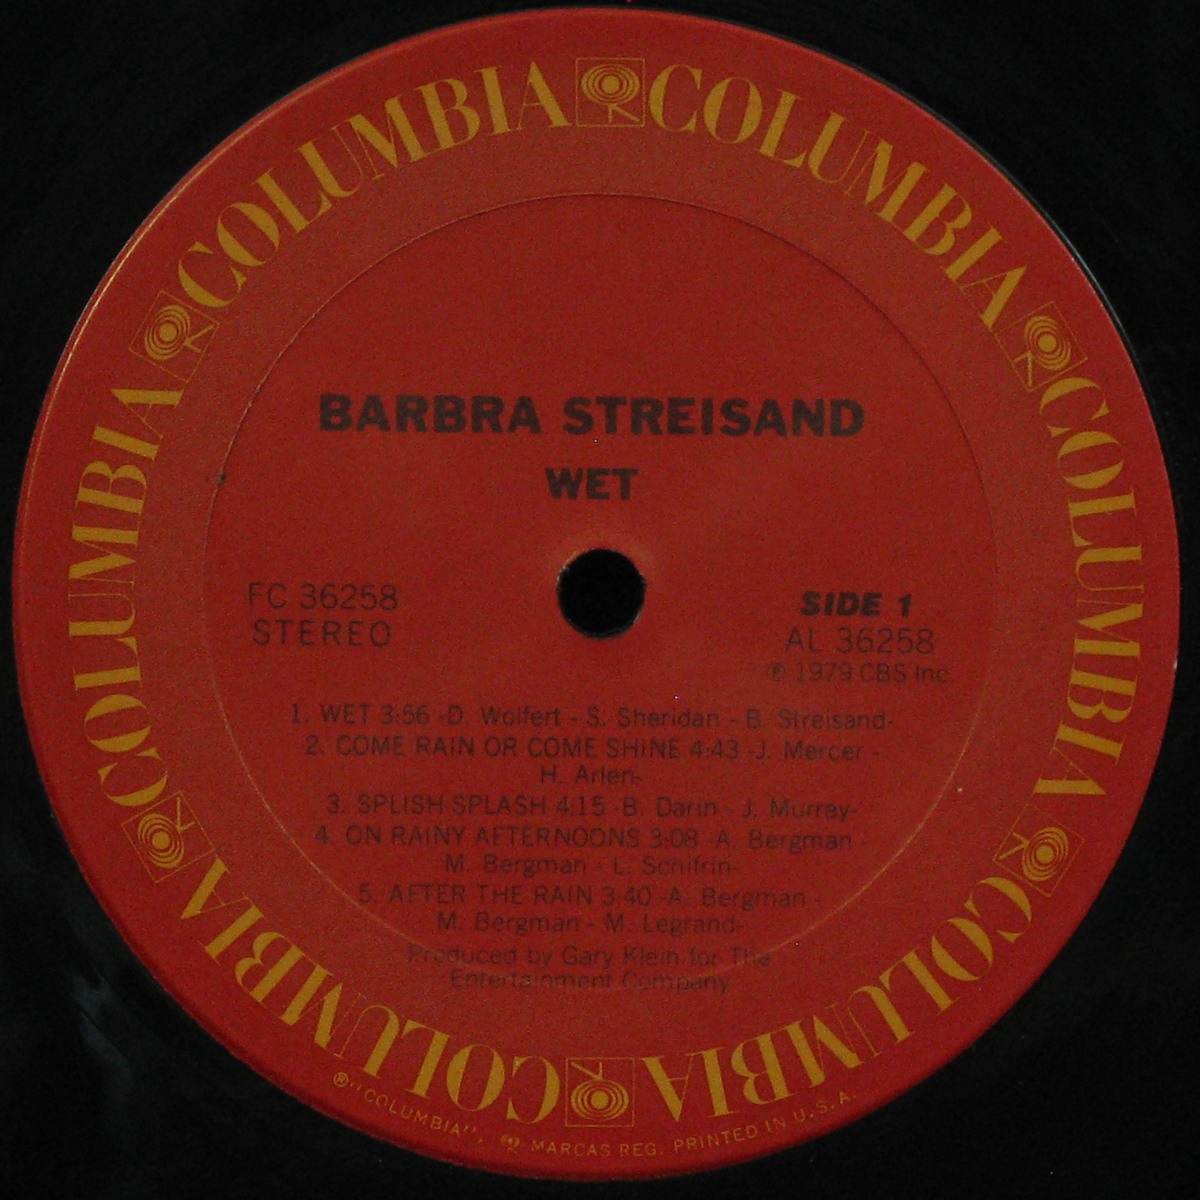 COLUMBIA COLUMBIA COLUMBIA COLUMBIA COLUMBIA COLUMBIA
BARBRA STREISAND
WET
FC 36258
STEREO
SIDE 1
AL 36258
℗ 1979 CBS Inc.
1. WET 3:56 -D. Wolfert - S. Sheridan - B. Streisand-
2. COME RAIN OR COME SHINE 4:43 -J. Mercer -
H. Arlen-
3. SPLISH SPLASH 4:15 -B. Darin - J. Murray-
4. ON RAINY AFTERNOONS 3:08 -A. Bergman -
M. Bergman - L. Schifrin-
5. AFTER THE RAIN 3:40 -A. Bergman -
M. Bergman - M. Legrand-
Produced by Gary Klein for The
Entertainment Company
®"COLUMBIA", MARCAS REG. PRINTED IN U.S.A.